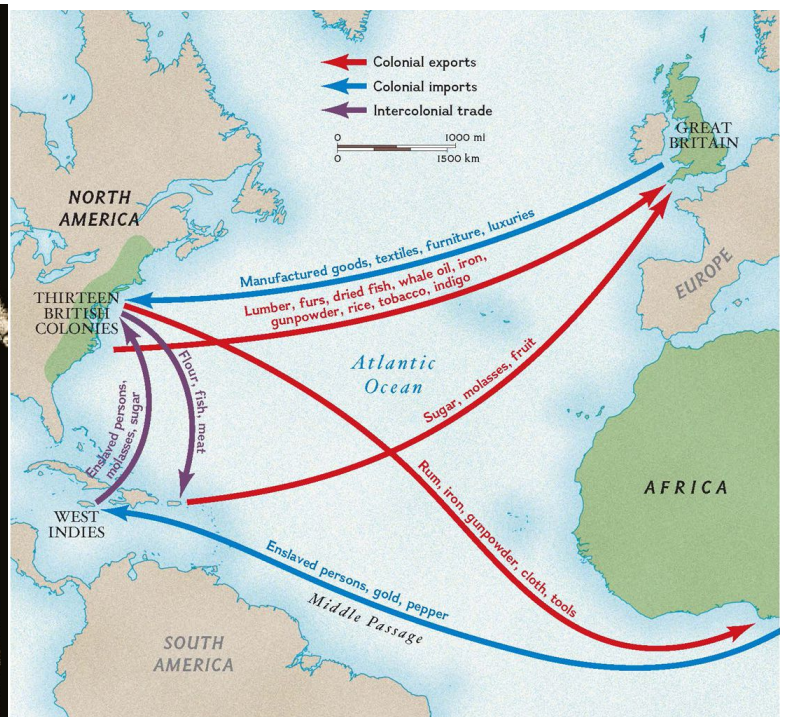 Colonial exports
Colonial imports
Intercolonial trade
0 1000 mi
0 1500 km
GREAT
BRITAIN
NORTH
AMERICA
EUROPE
Manufactured goods, textiles, furniture, luxuries
Lumber, furs, dried fish, whale oil, iron,
gunpowder, rice, tobacco, indigo
THIRTEEN
BRITISH
COLONIES
Atlantic
Ocean
Flour, fish, meat
Enslaved persons,
molasses, sugar
Sugar, molasses, fruit
Rum, iron, gunpowder, cloth, tools
AFRICA
WEST
INDIES
Enslaved persons, gold, pepper
Middle Passage
SOUTH
AMERICA